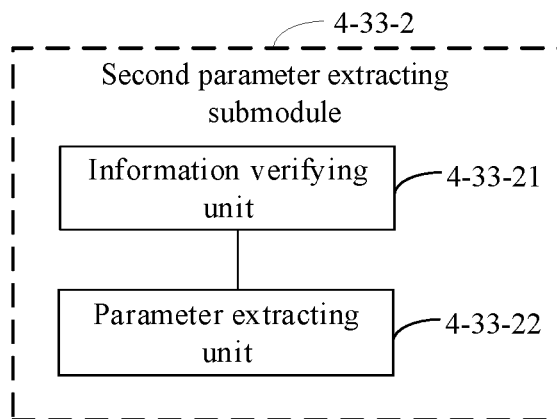 4-33-2
Second parameter extracting
submodule
Information verifying
unit
4-33-21
Parameter extracting
unit
4-33-22